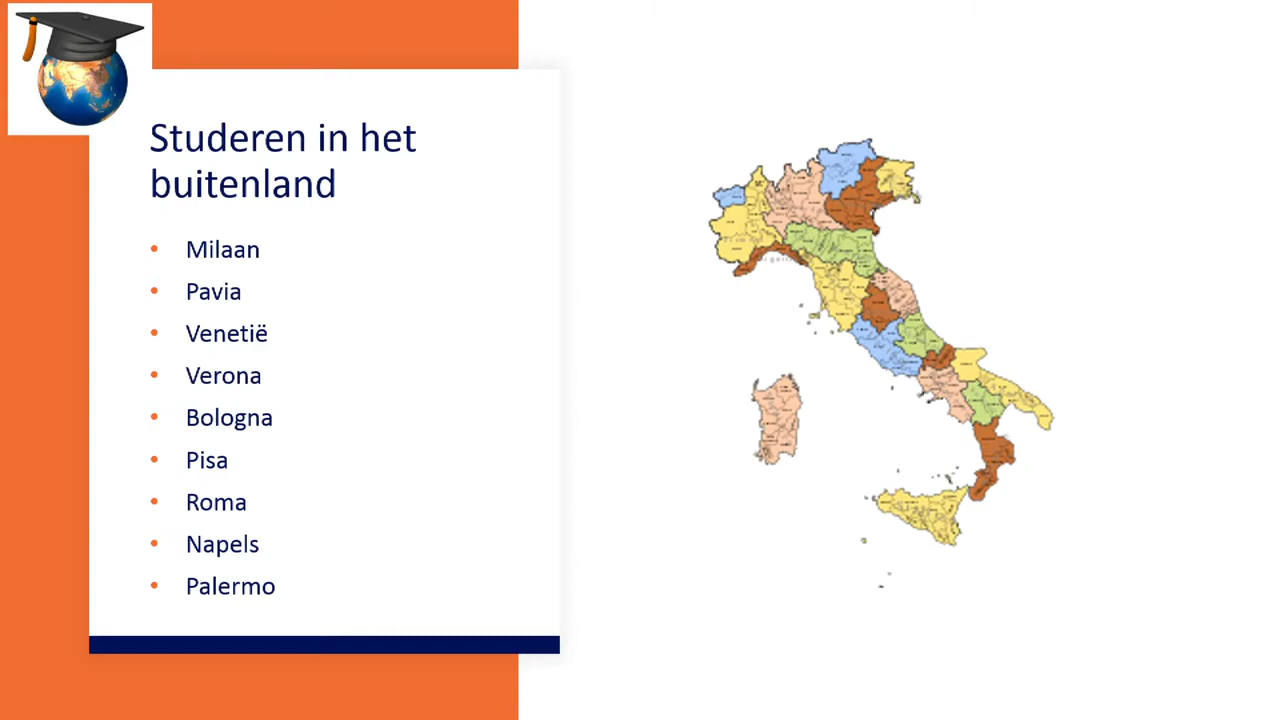 Studeren in het
buitenland
• Milaan
• Pavia
• Venetië
• Verona
• Bologna
• Pisa
• Roma
• Napels
• Palermo